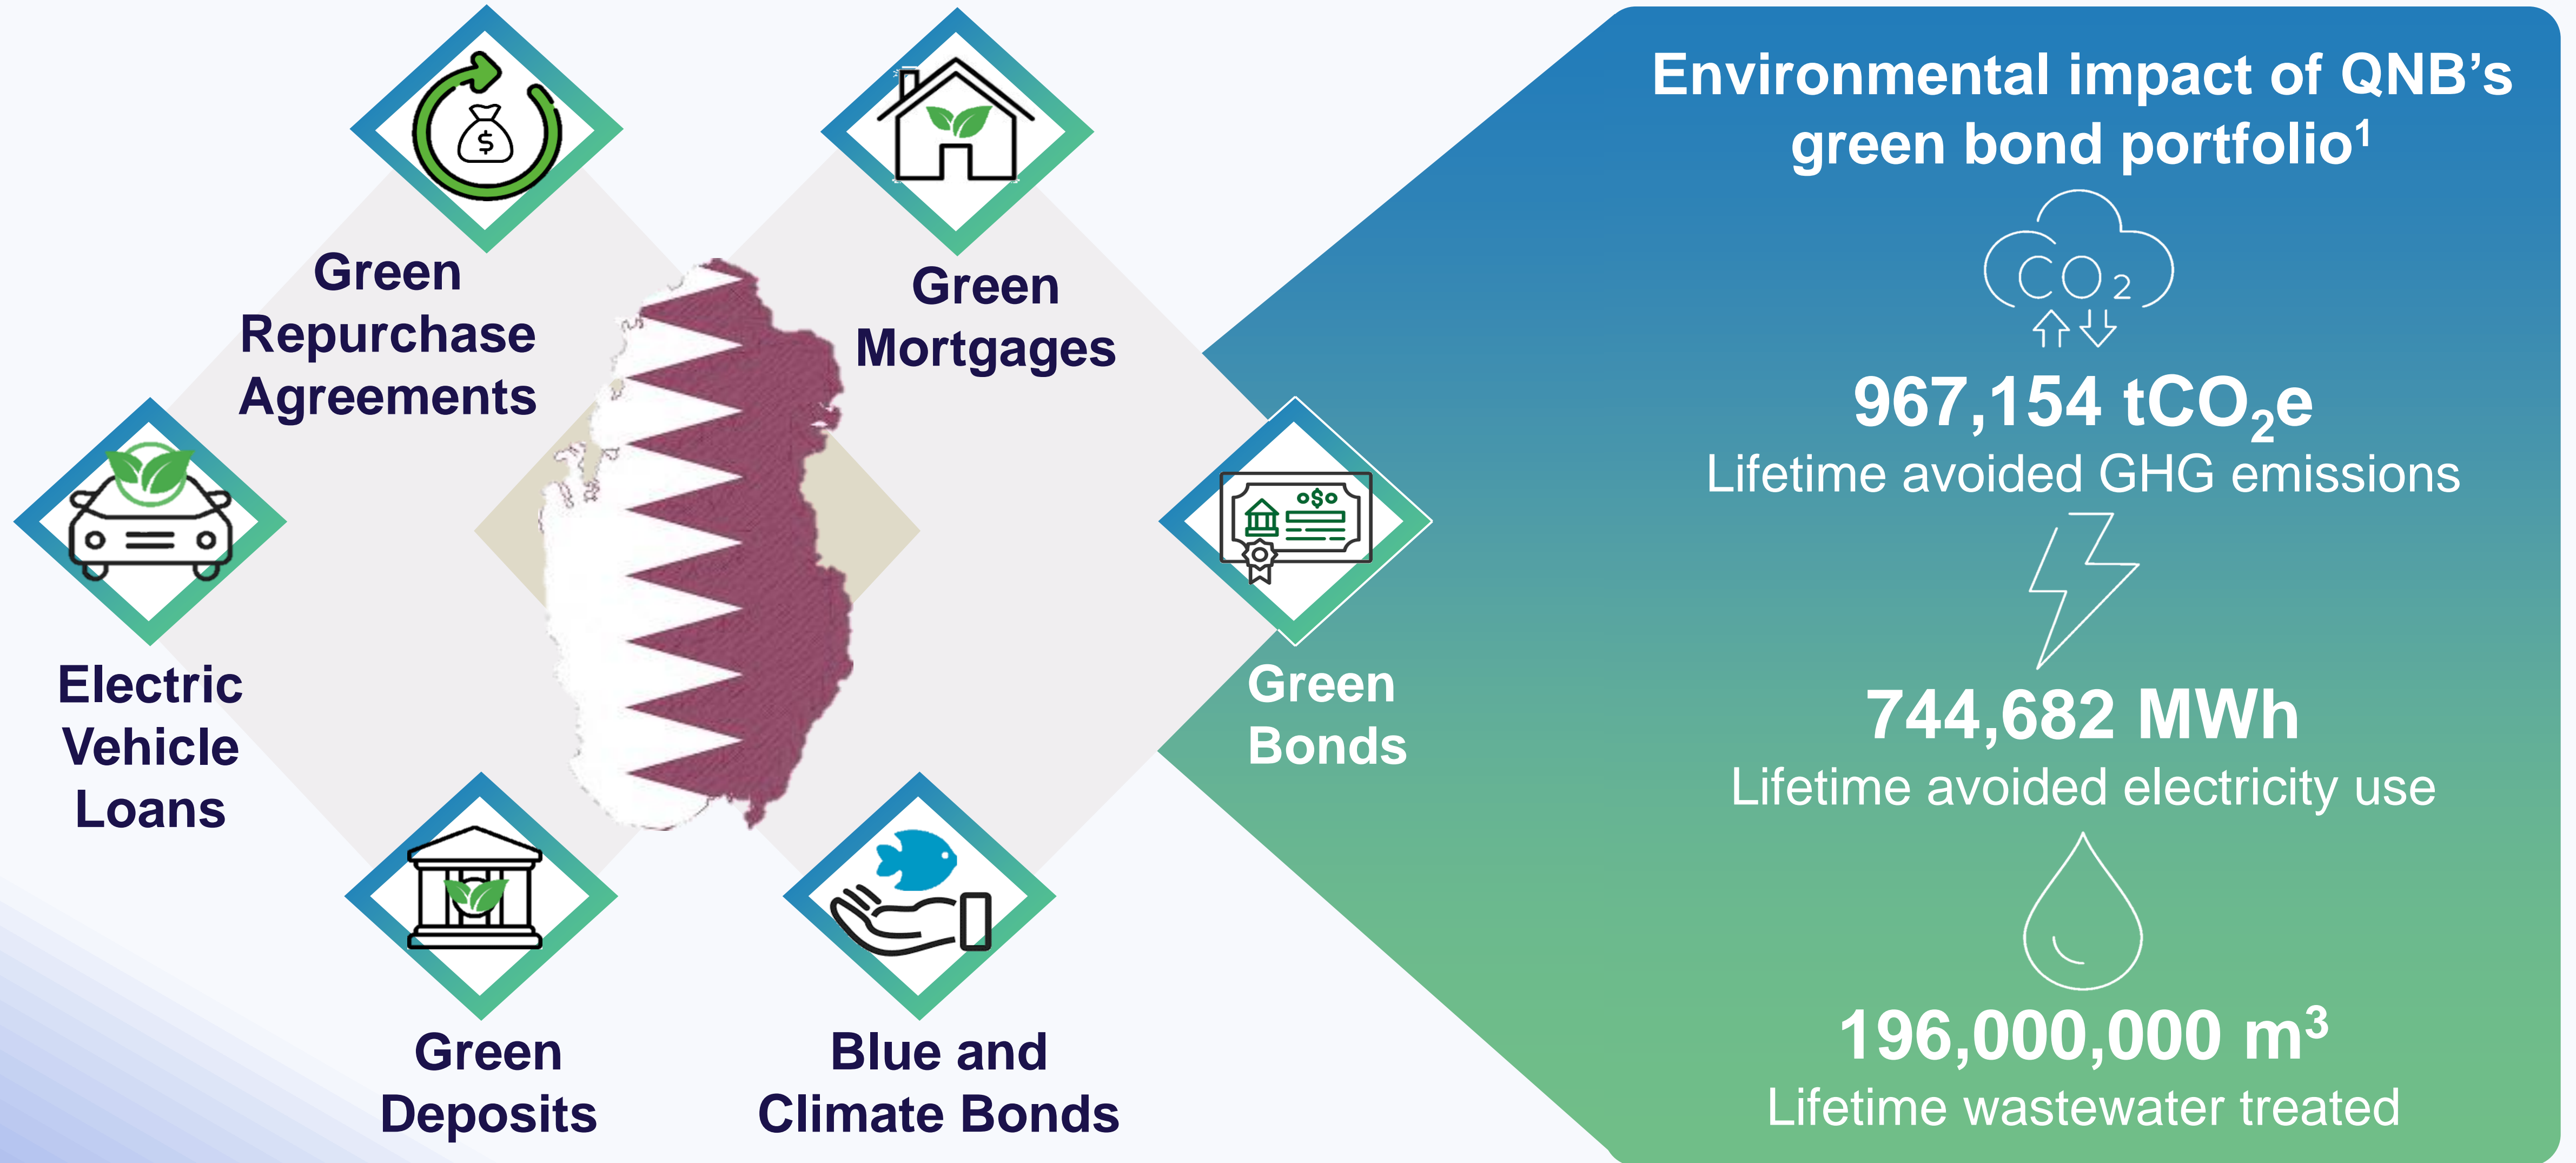 Green
Repurchase
Agreements
$
Green
Mortgages
Electric
Vehicle
Loans
$
Green
Bonds
Green
Deposits
Blue and
Climate Bonds
Environmental impact of QNB’s
green bond portfolio¹
CO₂
967,154 tCO₂e
Lifetime avoided GHG emissions
744,682 MWh
Lifetime avoided electricity use
196,000,000 m³
Lifetime wastewater treated